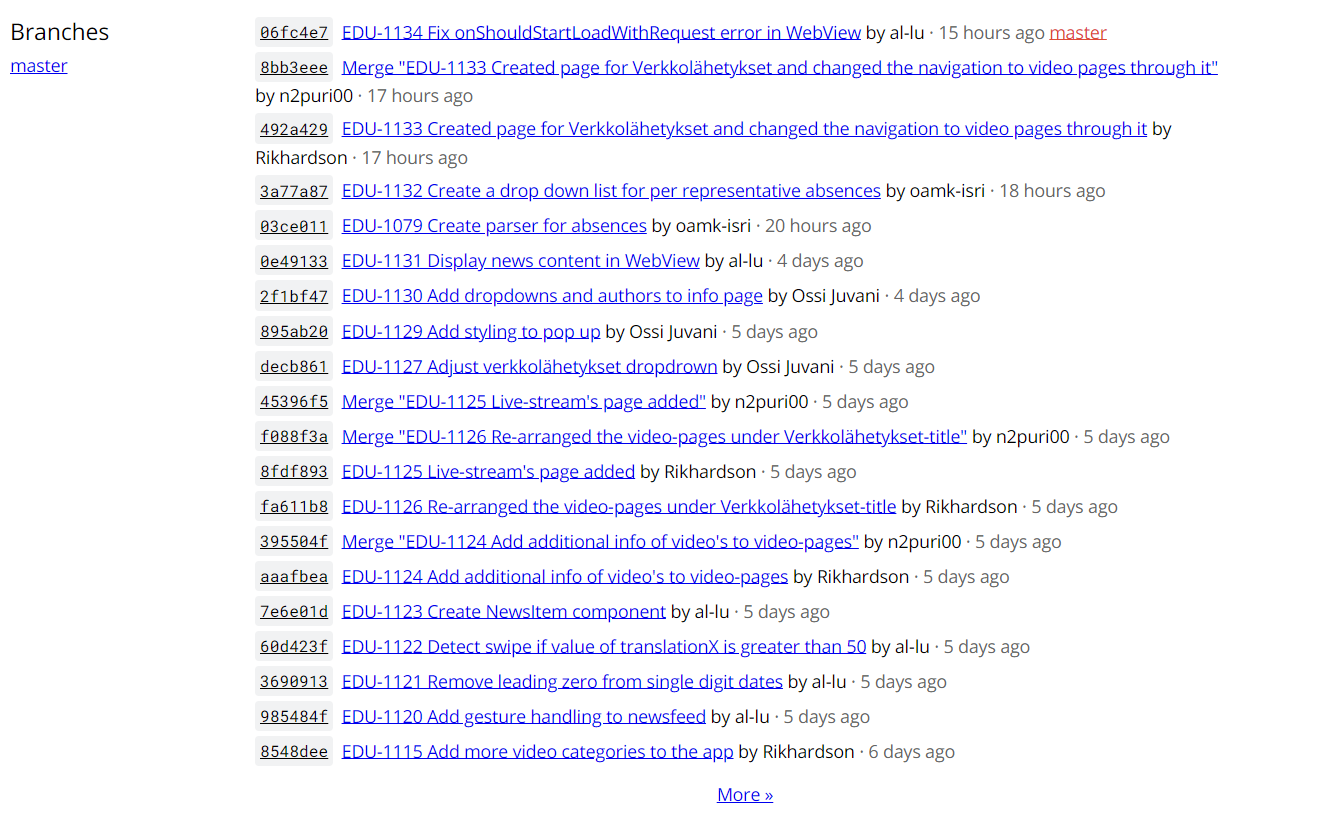 Branches
master
06fc4e7 EDU-1134 Fix onShouldStartLoadWithRequest error in WebView by al-lu · 15 hours ago master
8bb3eee Merge "EDU-1133 Created page for Verkkolähetykset and changed the navigation to video pages through it"
by n2puri00 · 17 hours ago
492a429 EDU-1133 Created page for Verkkolähetykset and changed the navigation to video pages through it by
Rikhardson · 17 hours ago
3a77a87 EDU-1132 Create a drop down list for per representative absences by oamk-isri · 18 hours ago
03ce011 EDU-1079 Create parser for absences by oamk-isri · 20 hours ago
0e49133 EDU-1131 Display news content in WebView by al-lu · 4 days ago
2f1bf47 EDU-1130 Add dropdowns and authors to info page by Ossi Juvani · 4 days ago
895ab20 EDU-1129 Add styling to pop up by Ossi Juvani · 5 days ago
decb861 EDU-1127 Adjust verkkolähetykset dropdrown by Ossi Juvani · 5 days ago
45396f5 Merge "EDU-1125 Live-stream's page added" by n2puri00 · 5 days ago
f088f3a Merge "EDU-1126 Re-arranged the video-pages under Verkkolähetykset-title" by n2puri00 · 5 days ago
8fdf893 EDU-1125 Live-stream's page added by Rikhardson · 5 days ago
fa611b8 EDU-1126 Re-arranged the video-pages under Verkkolähetykset-title by Rikhardson · 5 days ago
395504f Merge "EDU-1124 Add additional info of video's to video-pages" by n2puri00 · 5 days ago
aaafbea EDU-1124 Add additional info of video's to video-pages by Rikhardson · 5 days ago
7e6e01d EDU-1123 Create NewsItem component by al-lu · 5 days ago
60d423f EDU-1122 Detect swipe if value of translationX is greater than 50 by al-lu · 5 days ago
3690913 EDU-1121 Remove leading zero from single digit dates by al-lu · 5 days ago
985484f EDU-1120 Add gesture handling to newsfeed by al-lu · 5 days ago
8548dee EDU-1115 Add more video categories to the app by Rikhardson · 6 days ago
More »